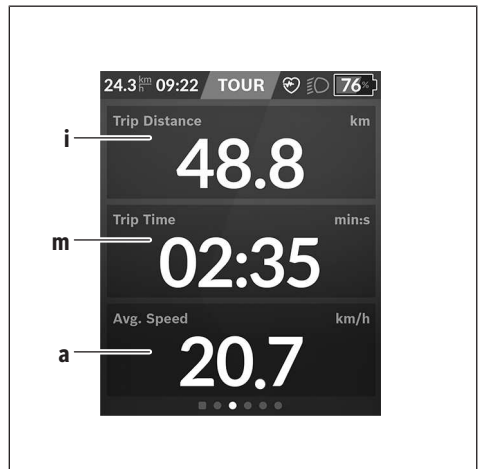 24.3 km/h 09:22 TOUR 76%
Trip Distance km
i
48.8
Trip Time min:s
m
02:35
Avg. Speed km/h
a
20.7